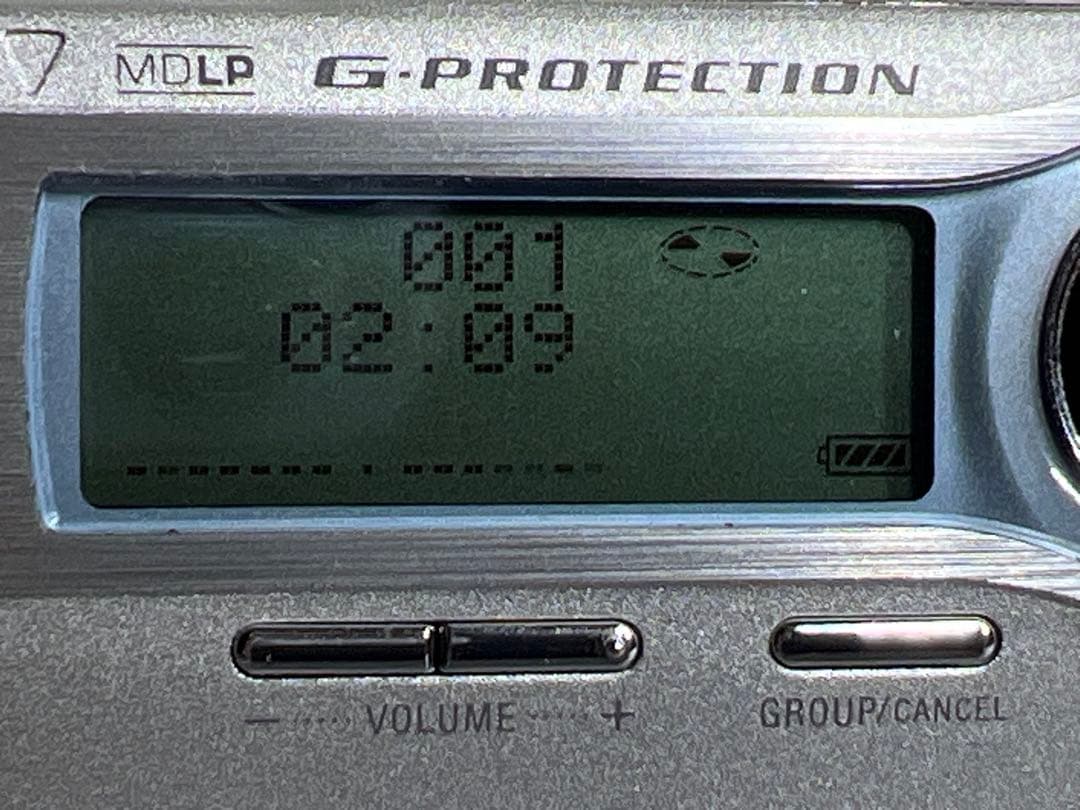 MDLP G-PROTECTION
001
02:09
− VOLUME +
GROUP/CANCEL